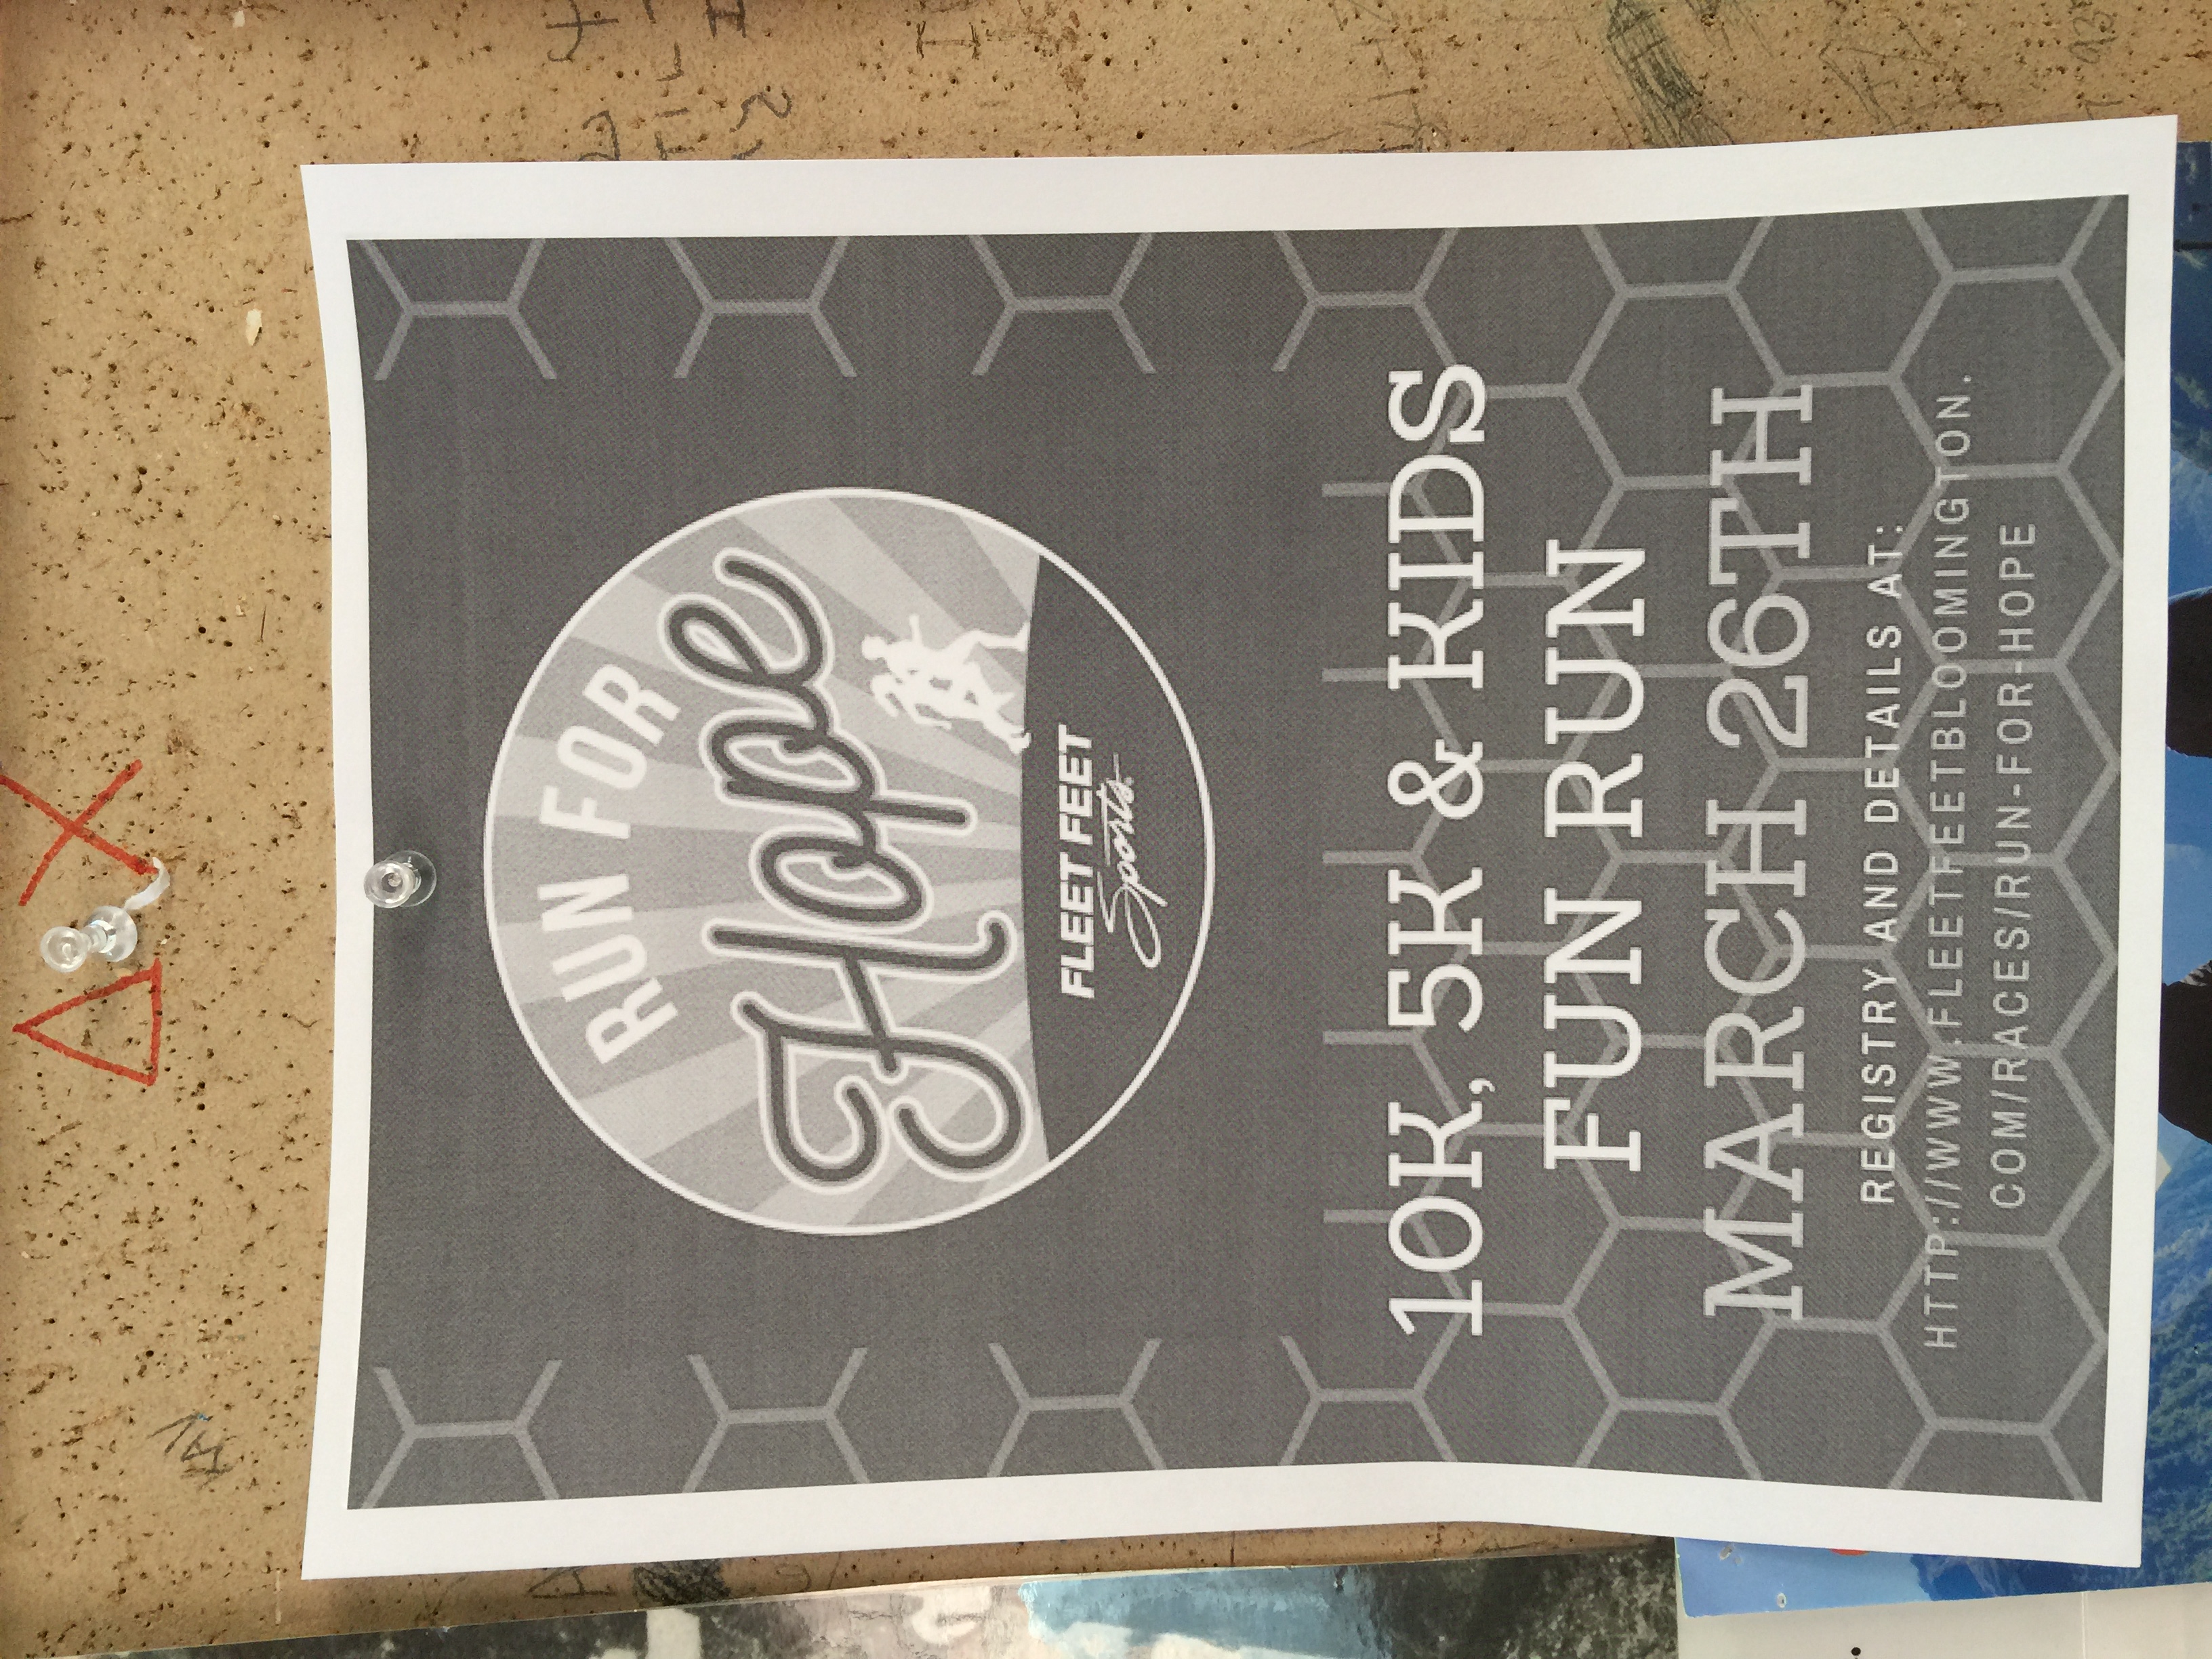 ΔX
KAV
RUN FOR
Hope
FLEET FEET
Sports.
10K, 5K & KIDS
FUN RUN
MARCH 26TH
REGISTRY AND DETAILS AT:
HTTP://WWW.FLEETFEETBLOOMINGTON.
COM/RACES/RUN-FOR-HOPE